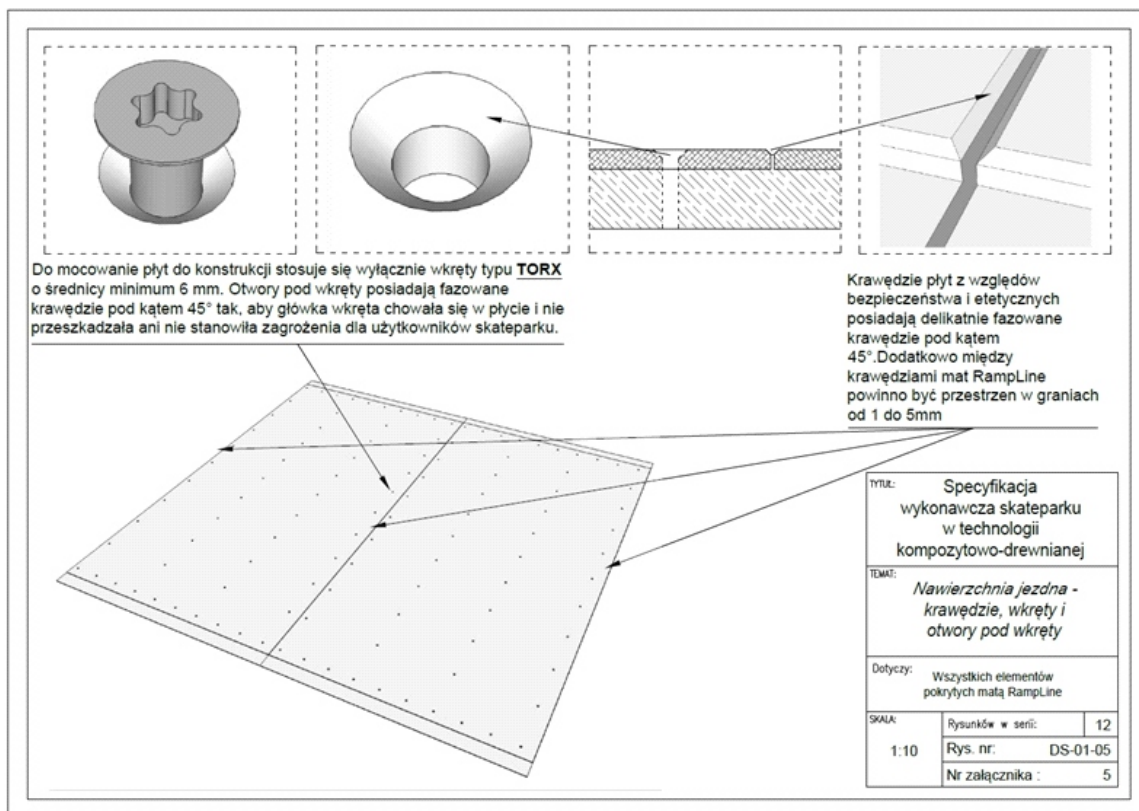 Do mocowanie płyt do konstrukcji stosuje się wyłącznie wkręty typu TORX
o średnicy minimum 6 mm. Otwory pod wkręty posiadają fazowane
krawędzie pod kątem 45° tak, aby główka wkręta chowała się w płycie i nie
przeszkadzała ani nie stanowiła zagrożenia dla użytkowników skateparku.
Krawędzie płyt z względów
bezpieczeństwa i etetycznych
posiadają delikatnie fazowane
krawędzie pod kątem
45°.Dodatkowo między
krawędziami mat RampLine
powinno być przestrzen w graniach
od 1 do 5mm
TYTUŁ:
Specyfikacja
wykonawcza skateparku
w technologii
kompozytowo-drewnianej
TEMAT:
Nawierzchnia jezdna -
krawędzie, wkręty i
otwory pod wkręty
Dotyczy:
Wszystkich elementów
pokrytych matą RampLine
SKALA:
1:10
Rysunków w serii: 12
Rys. nr: DS-01-05
Nr załącznika : 5